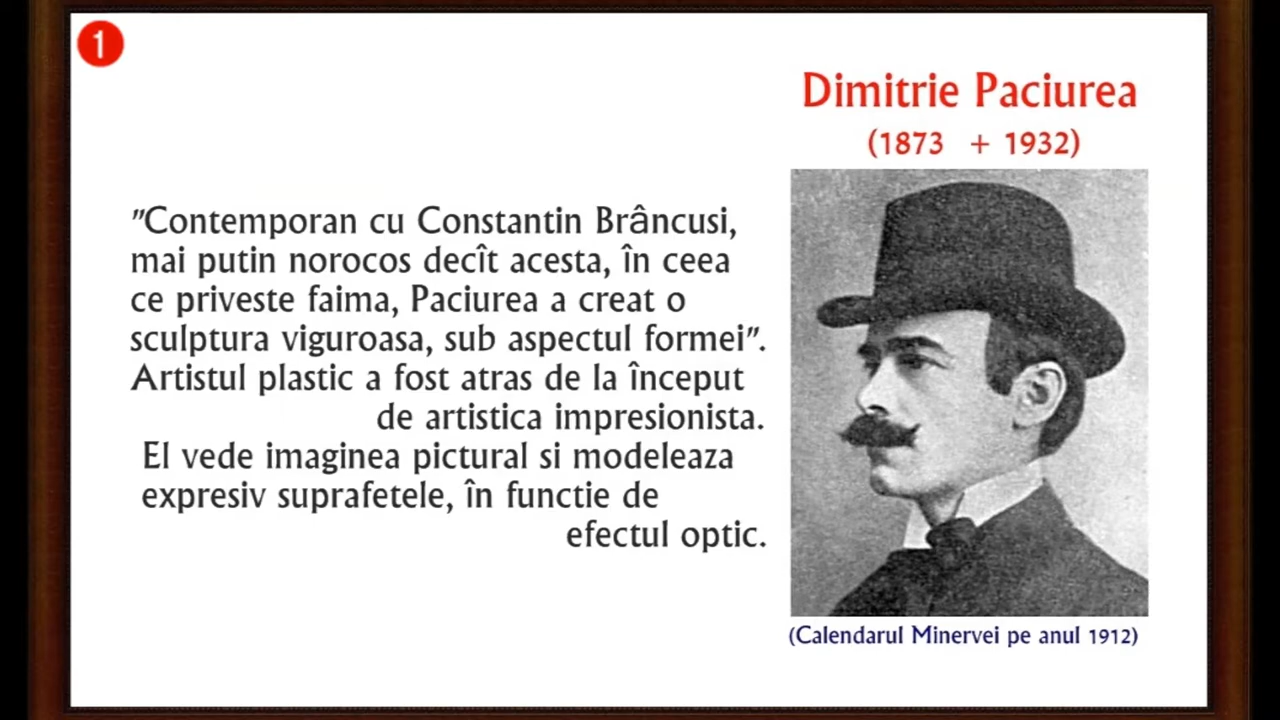 1
Dimitrie Paciurea
(1873 + 1932)
"Contemporan cu Constantin Brâncusi,
mai putin norocos decît acesta, în ceea
ce priveste faima, Paciurea a creat o
sculptura viguroasa, sub aspectul formei".
Artistul plastic a fost atras de la început
de artistica impresionista.
El vede imaginea pictural si modeleaza
expresiv suprafetele, în functie de
efectul optic.
(Calendarul Minervei pe anul 1912)